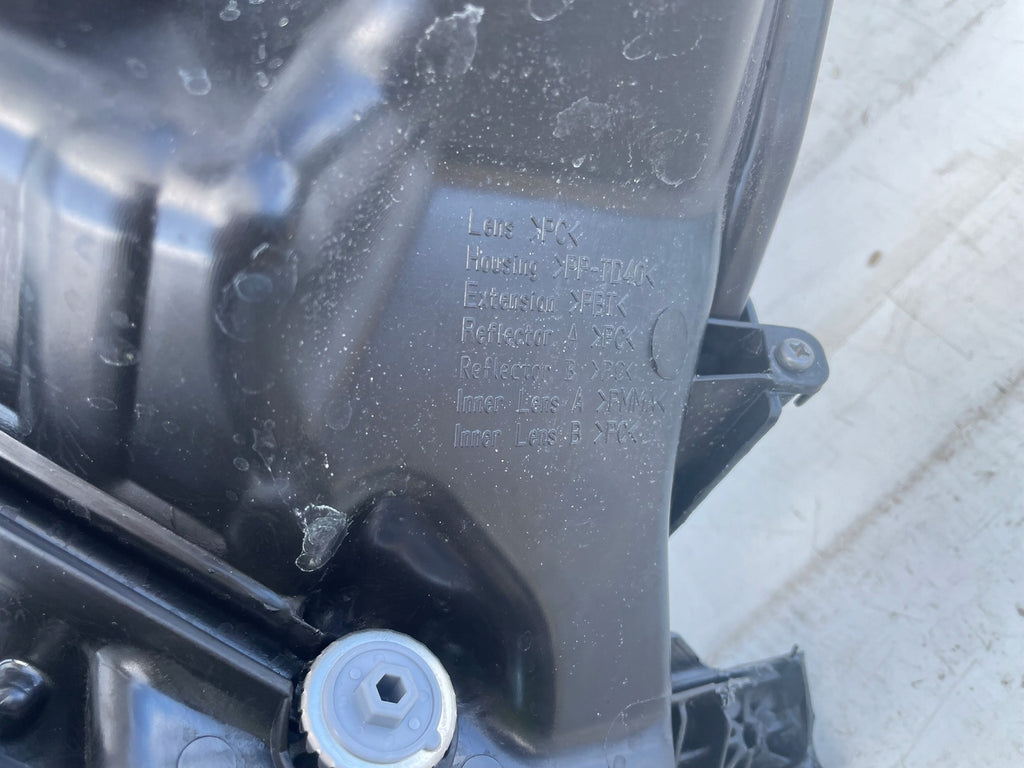 Lens >PC<
Housing >PP-TD40<
Extension >PBT<
Reflector A >PC<
Reflector B >PC<
Inner Lens A >PMMA<
Inner Lens B >PC<